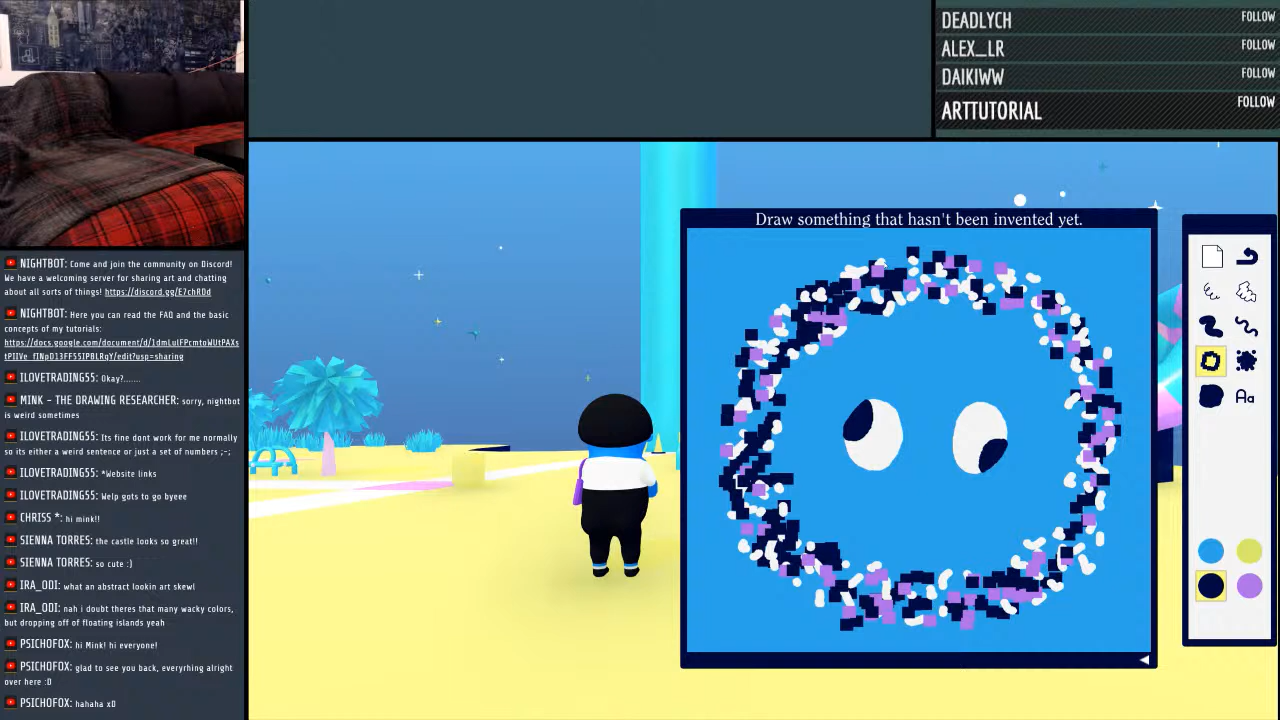 DEADLYCH FOLLOW
ALEX_LR FOLLOW
DAIKIWW FOLLOW
ARTTUTORIAL FOLLOW
Draw something that hasn't been invented yet.
Aa
NIGHTBOT: Come and join the community on Discord!
We have a welcoming server for sharing art and chatting
about all sorts of things! https://discord.gg/E7chRDd
NIGHTBOT: Here you can read the FAQ and the basic
concepts of my tutorials:
ILOVETRADING55: Okay?.......
MINK - THE DRAWING RESEARCHER: sorry, nightbot
is weird sometimes
ILOVETRADING55: Its fine dont work for me normally
so its either a weird sentence or just a set of numbers ;-;
ILOVETRADING55: *Website links
ILOVETRADING55: Welp gots to go byeee
CHRISS *: hi mink!!
SIENNA TORRES: the castle looks so great!!
SIENNA TORRES: so cute :)
IRA_ODI: what an abstract lookin art skew!
IRA_ODI: nah i doubt theres that many wacky colors,
but dropping off of floating islands yeah
PSICHOFOX: hi Mink! hi everyone!
PSICHOFOX: glad to see you back, everyrhing alright
over here :D
PSICHOFOX: hahaha xD